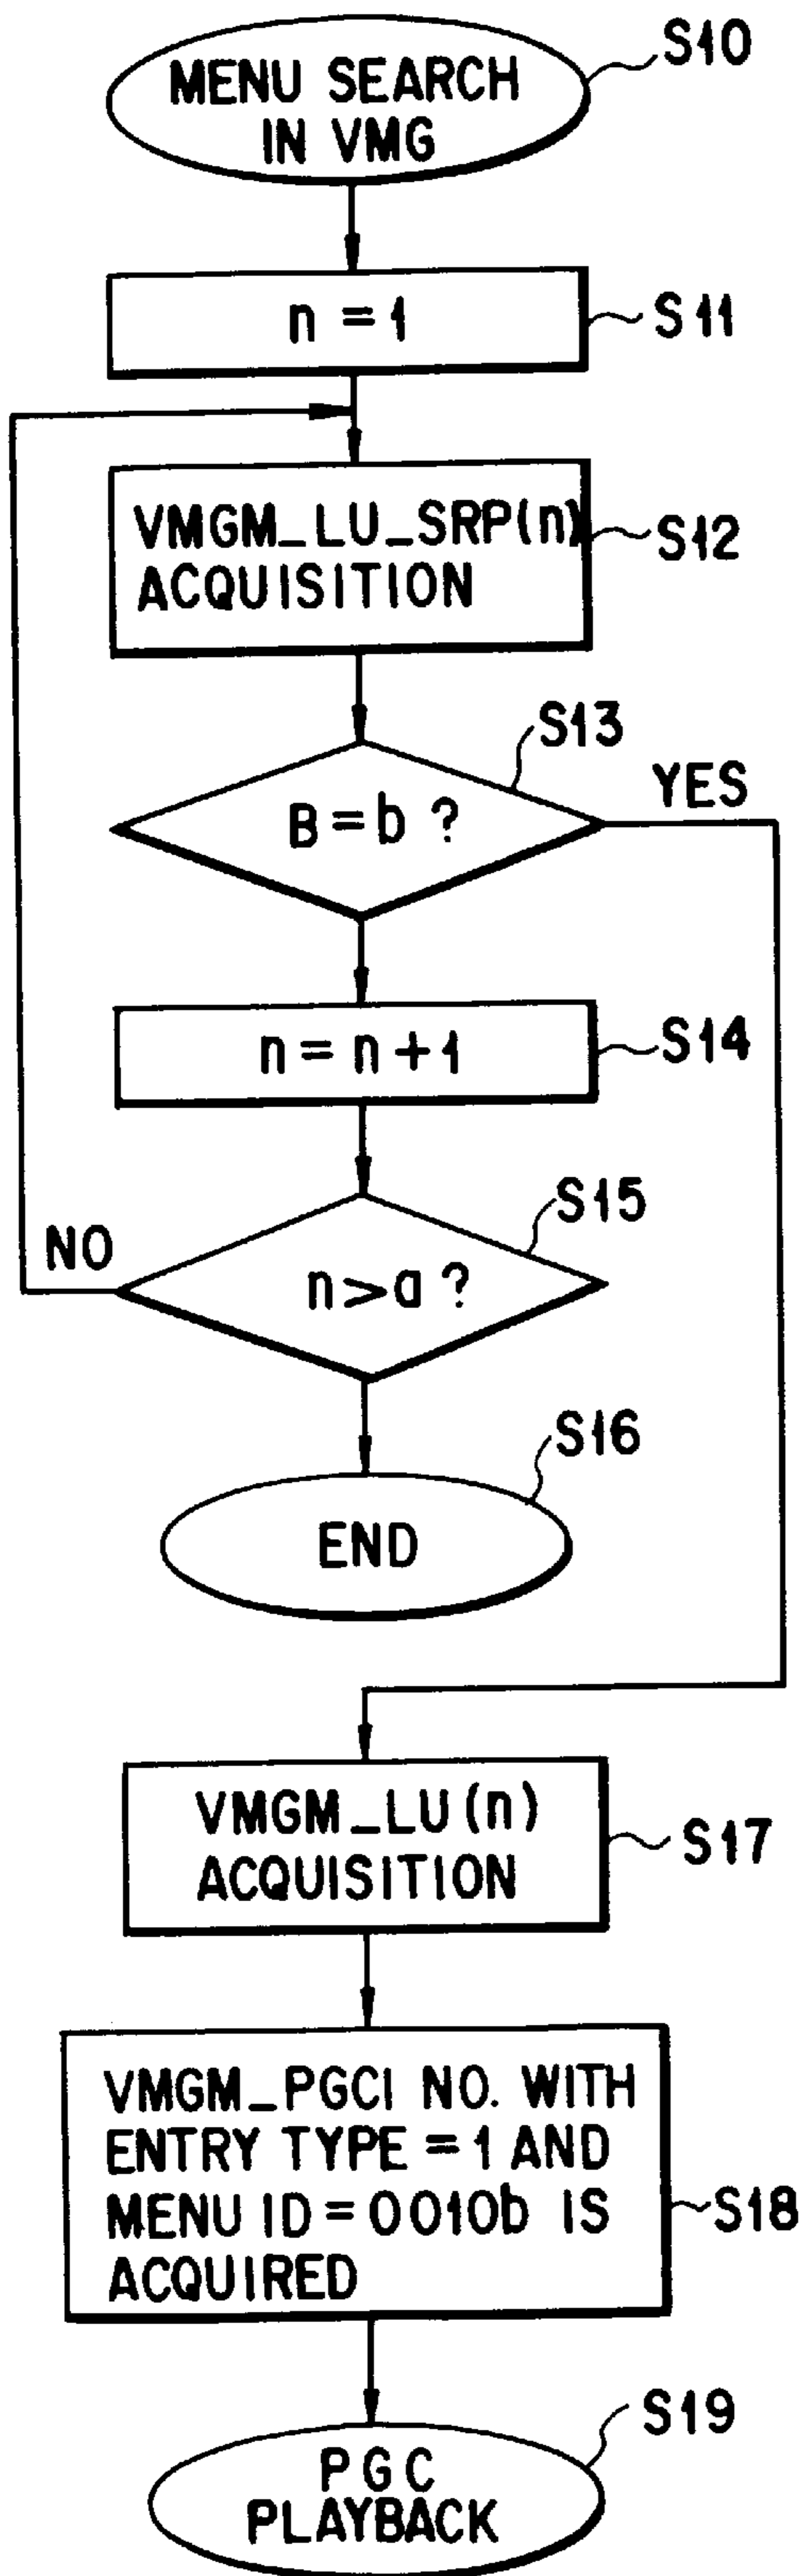 S10
MENU SEARCH
IN VMG
n = 1
S11
VMGM_LU_SRP(n)
ACQUISITION
S12
S13
YES
B = b ?
n = n + 1
S14
S15
NO
n > a ?
S16
END
VMGM_LU (n)
ACQUISITION
S17
VMGM_PGCI NO. WITH
ENTRY TYPE = 1 AND
MENU ID = 0010b IS
ACQUIRED
S18
S19
PGC
PLAYBACK